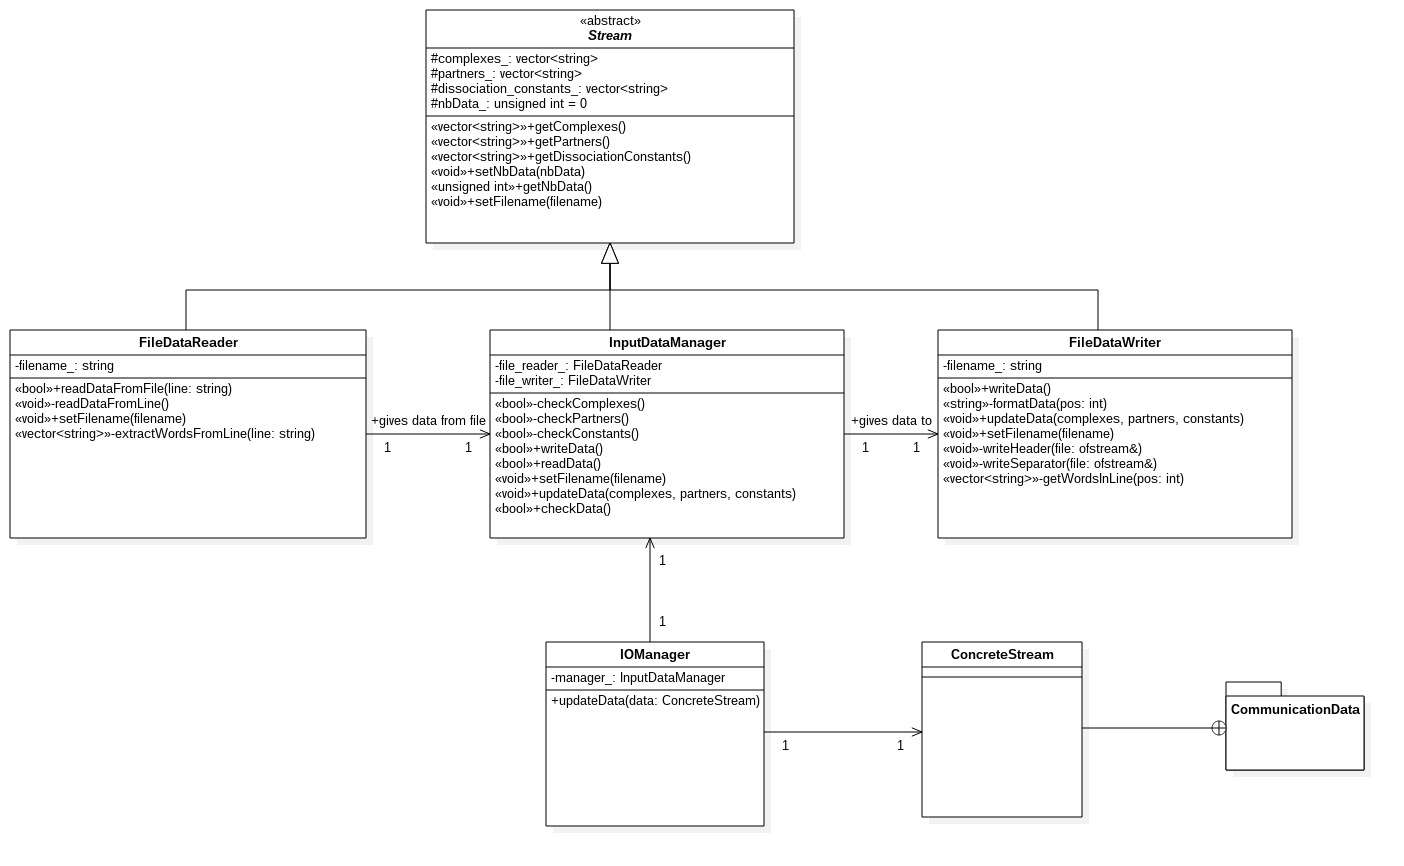 «abstract»
Stream
#complexes_: vector<string>
#partners_: vector<string>
#dissociation_constants_: vector<string>
#nbData_: unsigned int = 0
«vector<string>»+getComplexes()
«vector<string>»+getPartners()
«vector<string>»+getDissociationConstants()
«void»+setNbData(nbData)
«unsigned int»+getNbData()
«void»+setFilename(filename)
FileDataReader
-filename_: string
«bool»+readDataFromFile(line: string)
«void»-readDataFromLine()
«void»+setFilename(filename)
«vector<string>»-extractWordsFromLine(line: string)
+gives data from file
1
1
InputDataManager
-file_reader_: FileDataReader
-file_writer_: FileDataWriter
«bool»-checkComplexes()
«bool»-checkPartners()
«bool»-checkConstants()
«bool»+writeData()
«bool»+readData()
«void»+setFilename(filename)
«void»+updateData(complexes, partners, constants)
«bool»+checkData()
+gives data to
1
1
FileDataWriter
-filename_: string
«bool»+writeData()
«string»-formatData(pos: int)
«void»+updateData(complexes, partners, constants)
«void»+setFilename(filename)
«void»-writeHeader(file: ofstream&)
«void»-writeSeparator(file: ofstream&)
«vector<string>»-getWordsInLine(pos: int)
1
1
IOManager
-manager_: InputDataManager
+updateData(data: ConcreteStream)
1
1
ConcreteStream
CommunicationData